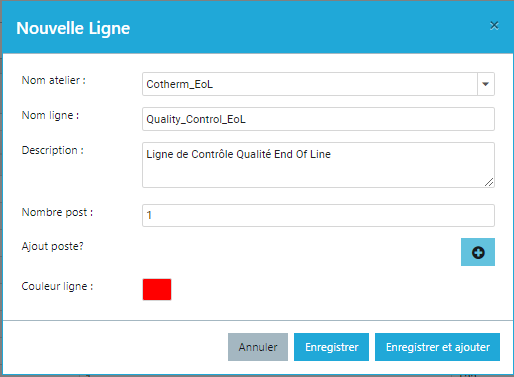 Nouvelle Ligne
×
Nom atelier :
Cotherm_EoL
Nom ligne :
Quality_Control_EoL
Description :
Ligne de Contrôle Qualité End Of Line
Nombre post :
1
Ajout poste?
Couleur ligne :
Annuler
Enregistrer
Enregistrer et ajouter